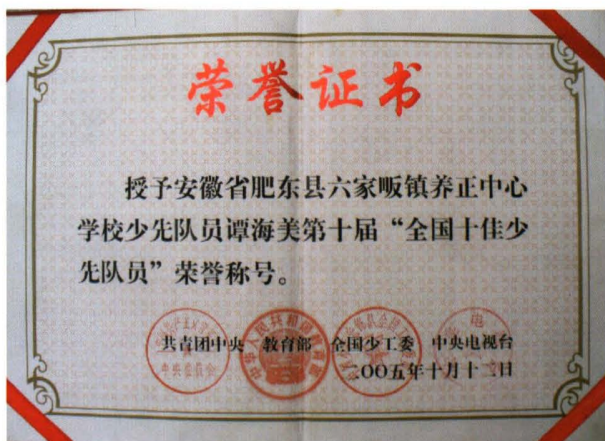 荣誉证书
授予安徽省肥东县六家畈镇养正中心
学校少先队员谭海美第十届“全国十佳少
先队员”荣誉称号。
共青团中央 教育部 全国少工委 中央电视台
二〇〇五年十月十二日